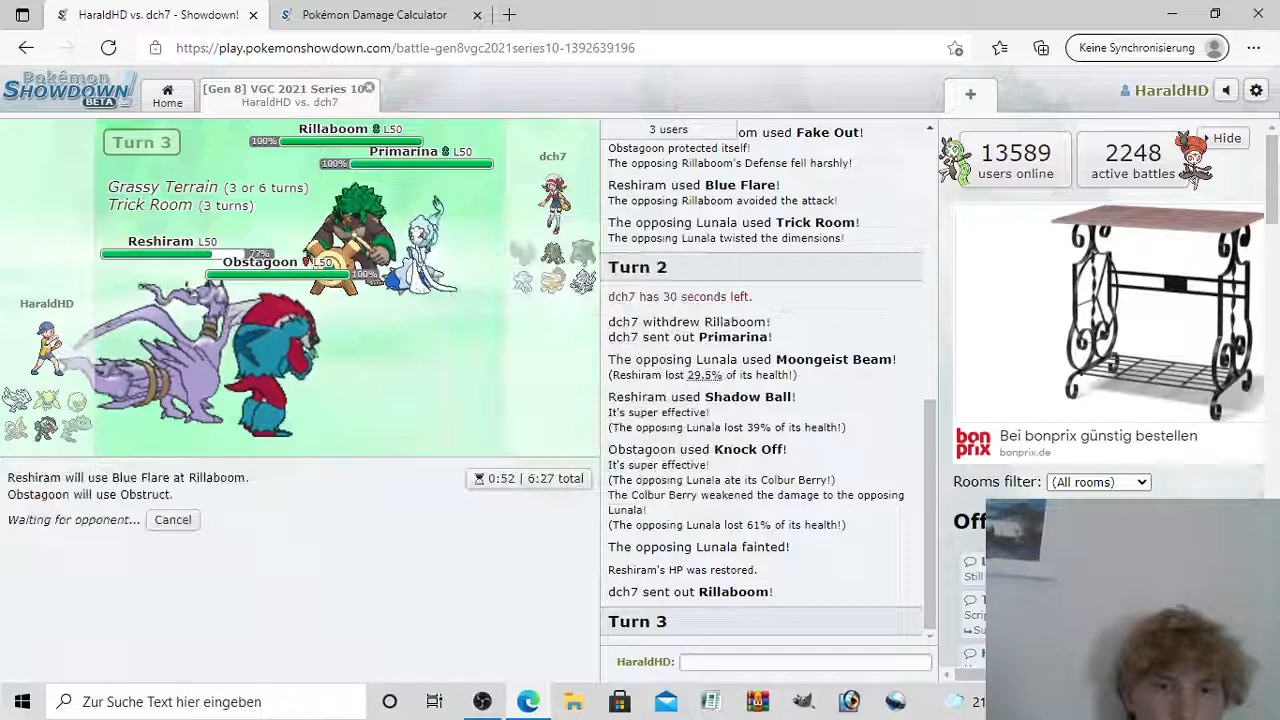 HaraldHD vs. dch7 - Showdown!
Pokémon Damage Calculator
https://play.pokemonshowdown.com/battle-gen8vgc2021series10-1392639196
Keine Synchronisierung
Pokémon
SHOWDOWN
BETA
Home
[Gen 8] VGC 2021 Series 10
HaraldHD vs. dch7
HaraldHD
Turn 3
Rillaboom L50
100%
Primarina L50
100%
Grassy Terrain (3 or 6 turns)
Trick Room (3 turns)
Reshiram L50
77%
Obstagoon L50
100%
dch7
HaraldHD
Reshiram will use Blue Flare at Rillaboom.
Obstagoon will use Obstruct.
Waiting for opponent...
Cancel
0:52 | 6:27 total
3 users
om used Fake Out!
Obstagoon protected itself!
The opposing Rillaboom's Defense fell harshly!
Reshiram used Blue Flare!
The opposing Rillaboom avoided the attack!
The opposing Lunala used Trick Room!
The opposing Lunala twisted the dimensions!
Turn 2
dch7 has 30 seconds left.
dch7 withdrew Rillaboom!
dch7 sent out Primarina!
The opposing Lunala used Moongeist Beam!
(Reshiram lost 29.5% of its health!)
Reshiram used Shadow Ball!
It's super effective!
(The opposing Lunala lost 39% of its health!)
Obstagoon used Knock Off!
It's super effective!
(The opposing Lunala ate its Colbur Berry!)
The Colbur Berry weakened the damage to the opposing
Lunala!
(The opposing Lunala lost 61% of its health!)
The opposing Lunala fainted!
Reshiram's HP was restored.
dch7 sent out Rillaboom!
Turn 3
HaraldHD:
13589
users online
2248
active battles
Hide
bon
prix
Bei bonprix günstig bestellen
bonprix.de
Rooms filter:
(All rooms)
Off
Still
Scri
Su
Zur Suche Text hier eingeben
21